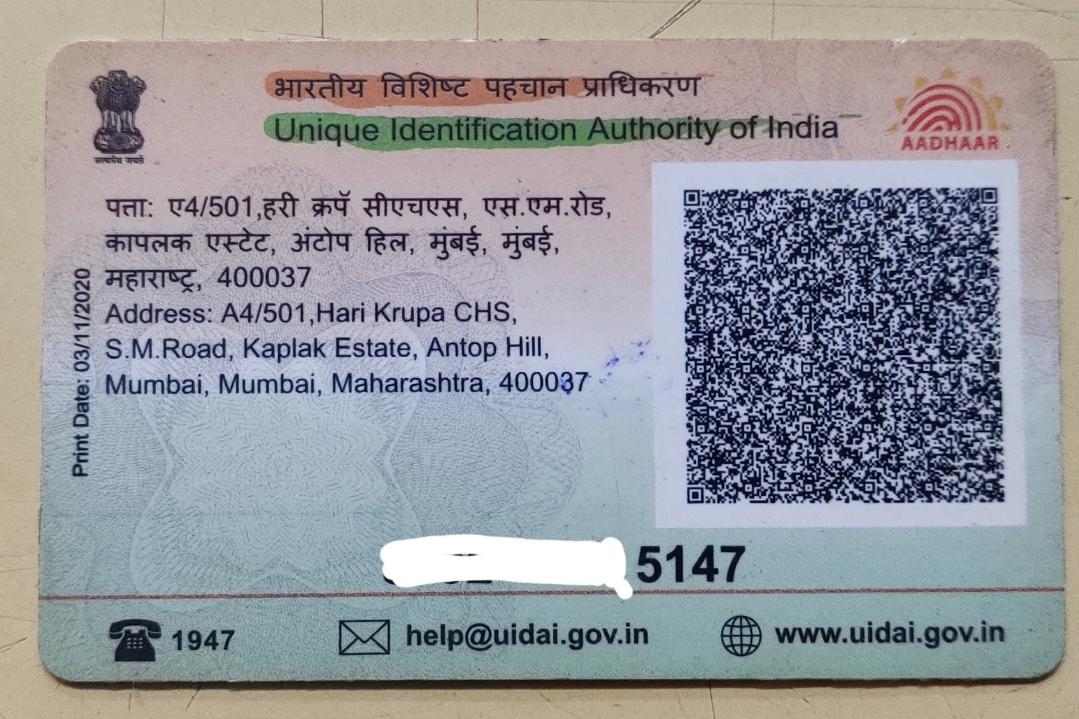 भारतीय विशिष्ट पहचान प्राधिकरण
Unique Identification Authority of India
सत्यमेव जयते
AADHAAR
पत्ता: ए4/501,हरी क्रपॅ सीएचएस, एस.एम.रोड,
कापलक एस्टेट, अंटोप हिल, मुंबई, मुंबई,
महाराष्ट्र, 400037
Address: A4/501,Hari Krupa CHS,
S.M.Road, Kaplak Estate, Antop Hill,
Mumbai, Mumbai, Maharashtra, 400037
Print Date: 03/11/2020
5147
1947
help@uidai.gov.in
www.uidai.gov.in